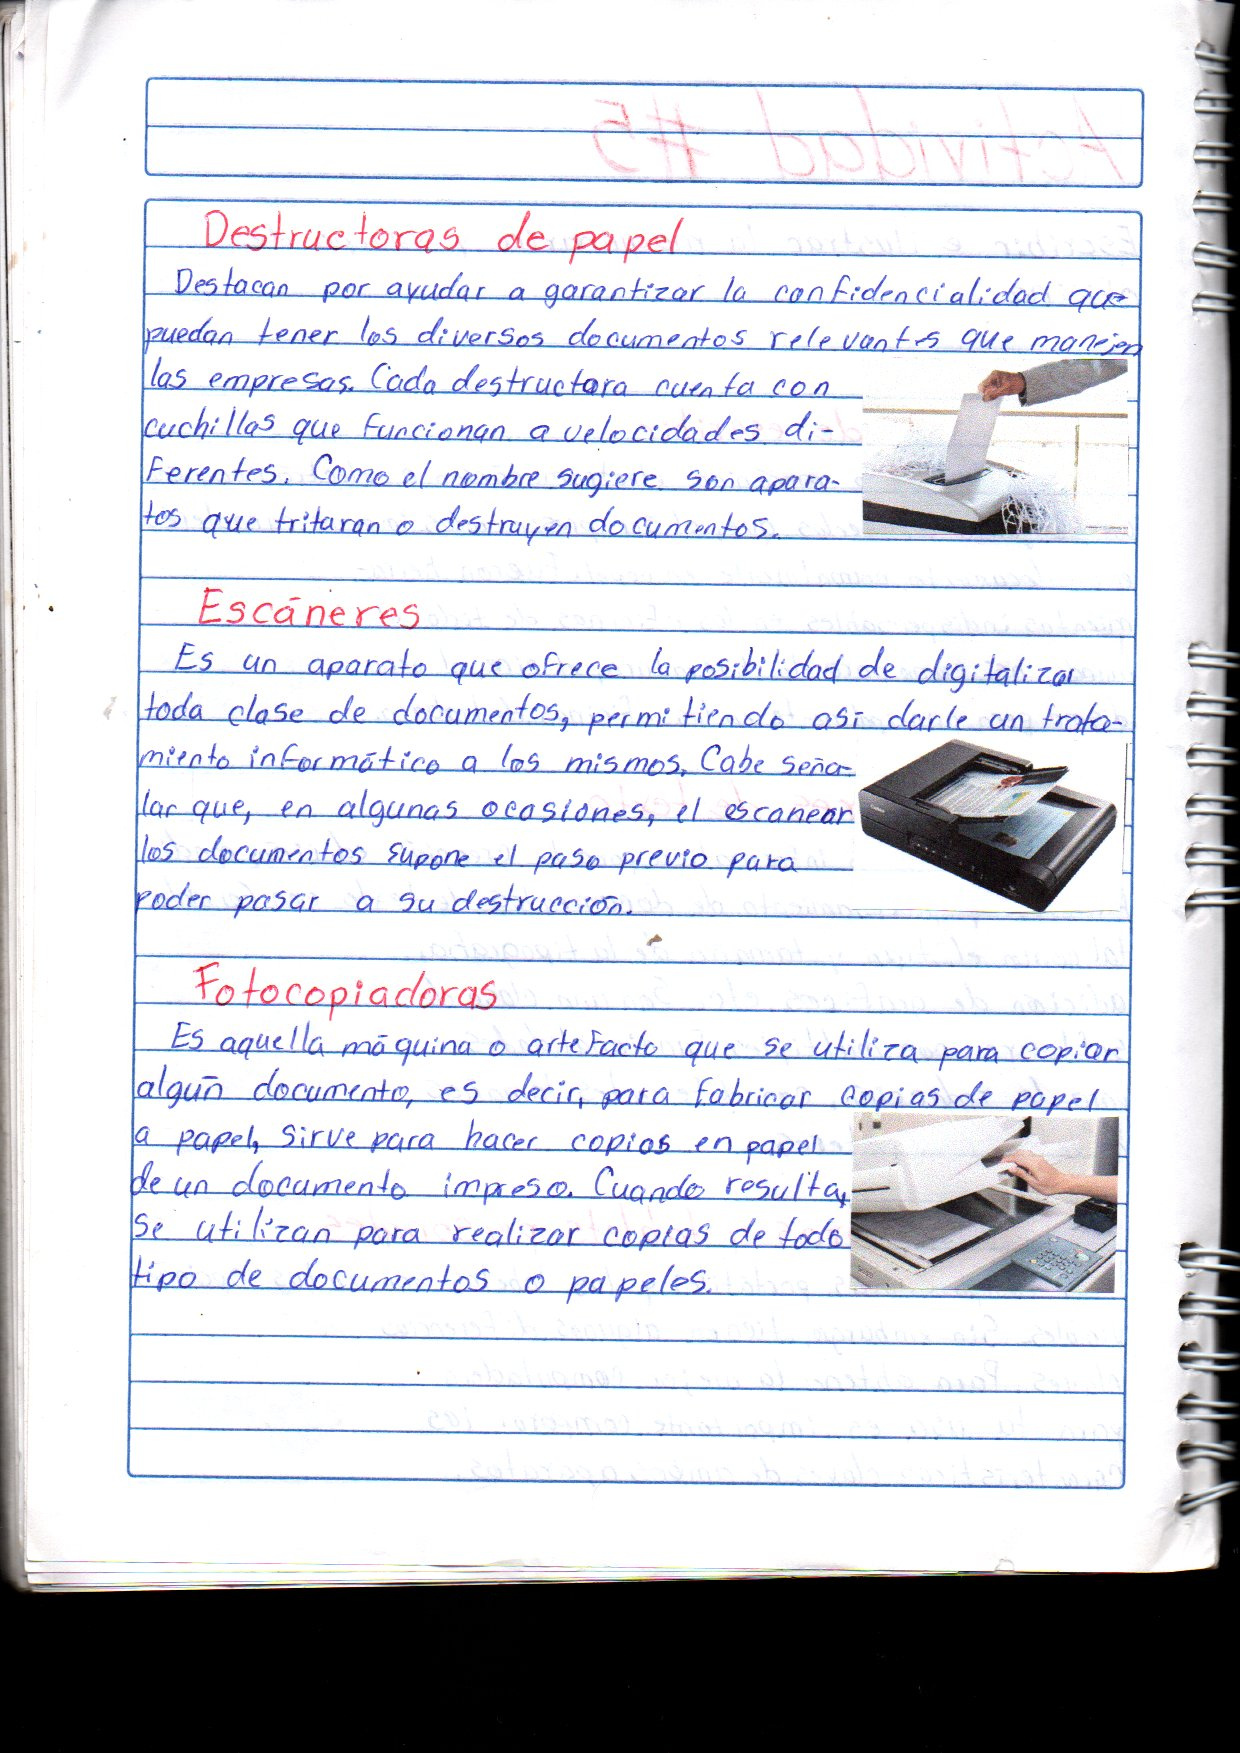 Actividad #5
Destructoras de papel
Destacan por ayudar a garantizar la confidencialidad que
puedan tener los diversos documentos relevantes que manejen
las empresas. Cada destructora cuenta con
cuchillas que funcionan a velocidades di-
ferentes. Como el nombre sugiere son apara-
tos que trituran o destruyen documentos.
Escáneres
Es un aparato que ofrece la posibilidad de digitalizar
toda clase de documentos, permitiendo así darle un trata-
miento informático a los mismos. Cabe seña-
lar que, en algunas ocasiones, el escanear
los documentos supone el paso previo para
poder pasar a su destrucción.
Fotocopiadoras
Es aquella máquina o artefacto que se utiliza para copiar
algún documento, es decir, para fabricar copias de papel
a papel, sirve para hacer copias en papel
de un documento impreso. Cuando resulta,
se utilizan para realizar copias de todo
tipo de documentos o papeles.